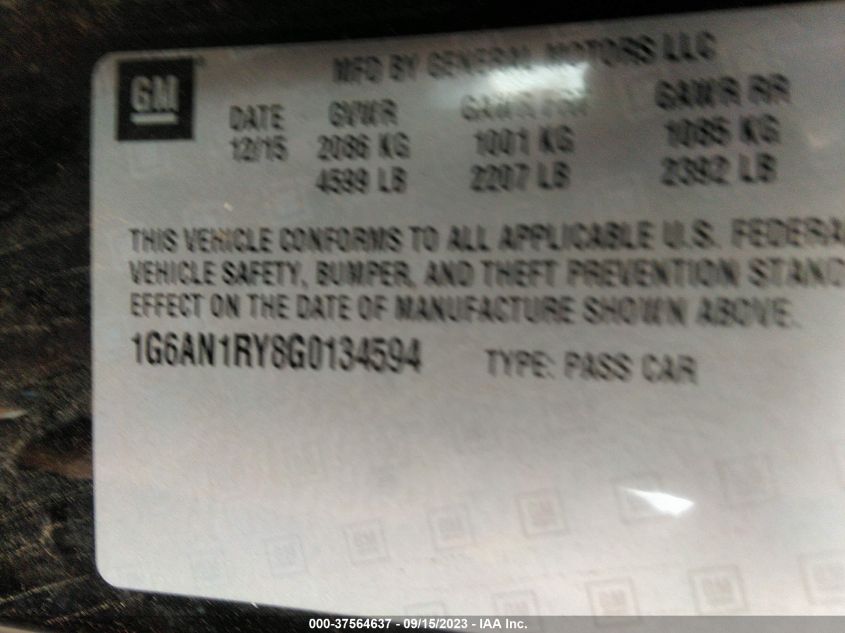 GM
MFD BY GENERAL MOTORS LLC
DATE GVWR GAWR FRT GAWR RR
12/15 2086 KG 1001 KG 1085 KG
4599 LB 2207 LB 2392 LB
THIS VEHICLE CONFORMS TO ALL APPLICABLE U.S. FEDERA
VEHICLE SAFETY, BUMPER, AND THEFT PREVENTION STAND
EFFECT ON THE DATE OF MANUFACTURE SHOWN ABOVE.
1G6AN1RY8G0134594 TYPE: PASS CAR
000-37564637 - 09/15/2023 - IAA Inc.